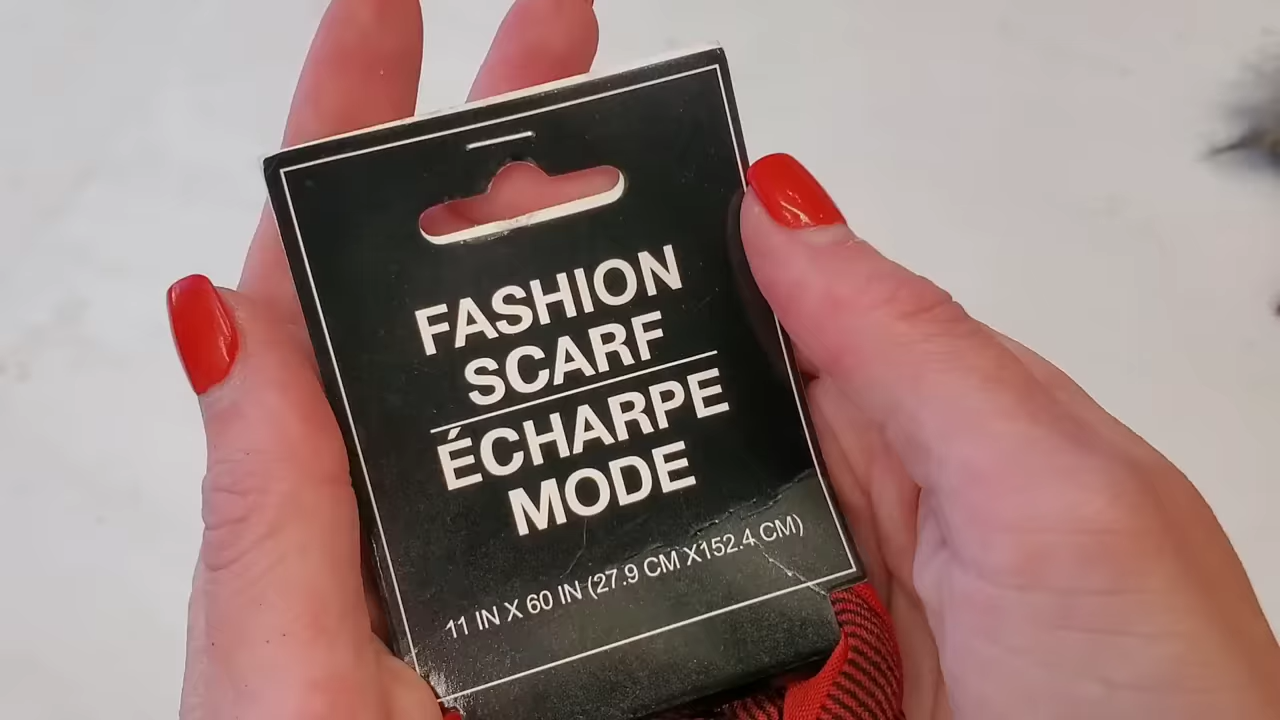 FASHION
SCARF
ÉCHARPE
MODE
11 IN X 60 IN (27.9 CM X152.4 CM)